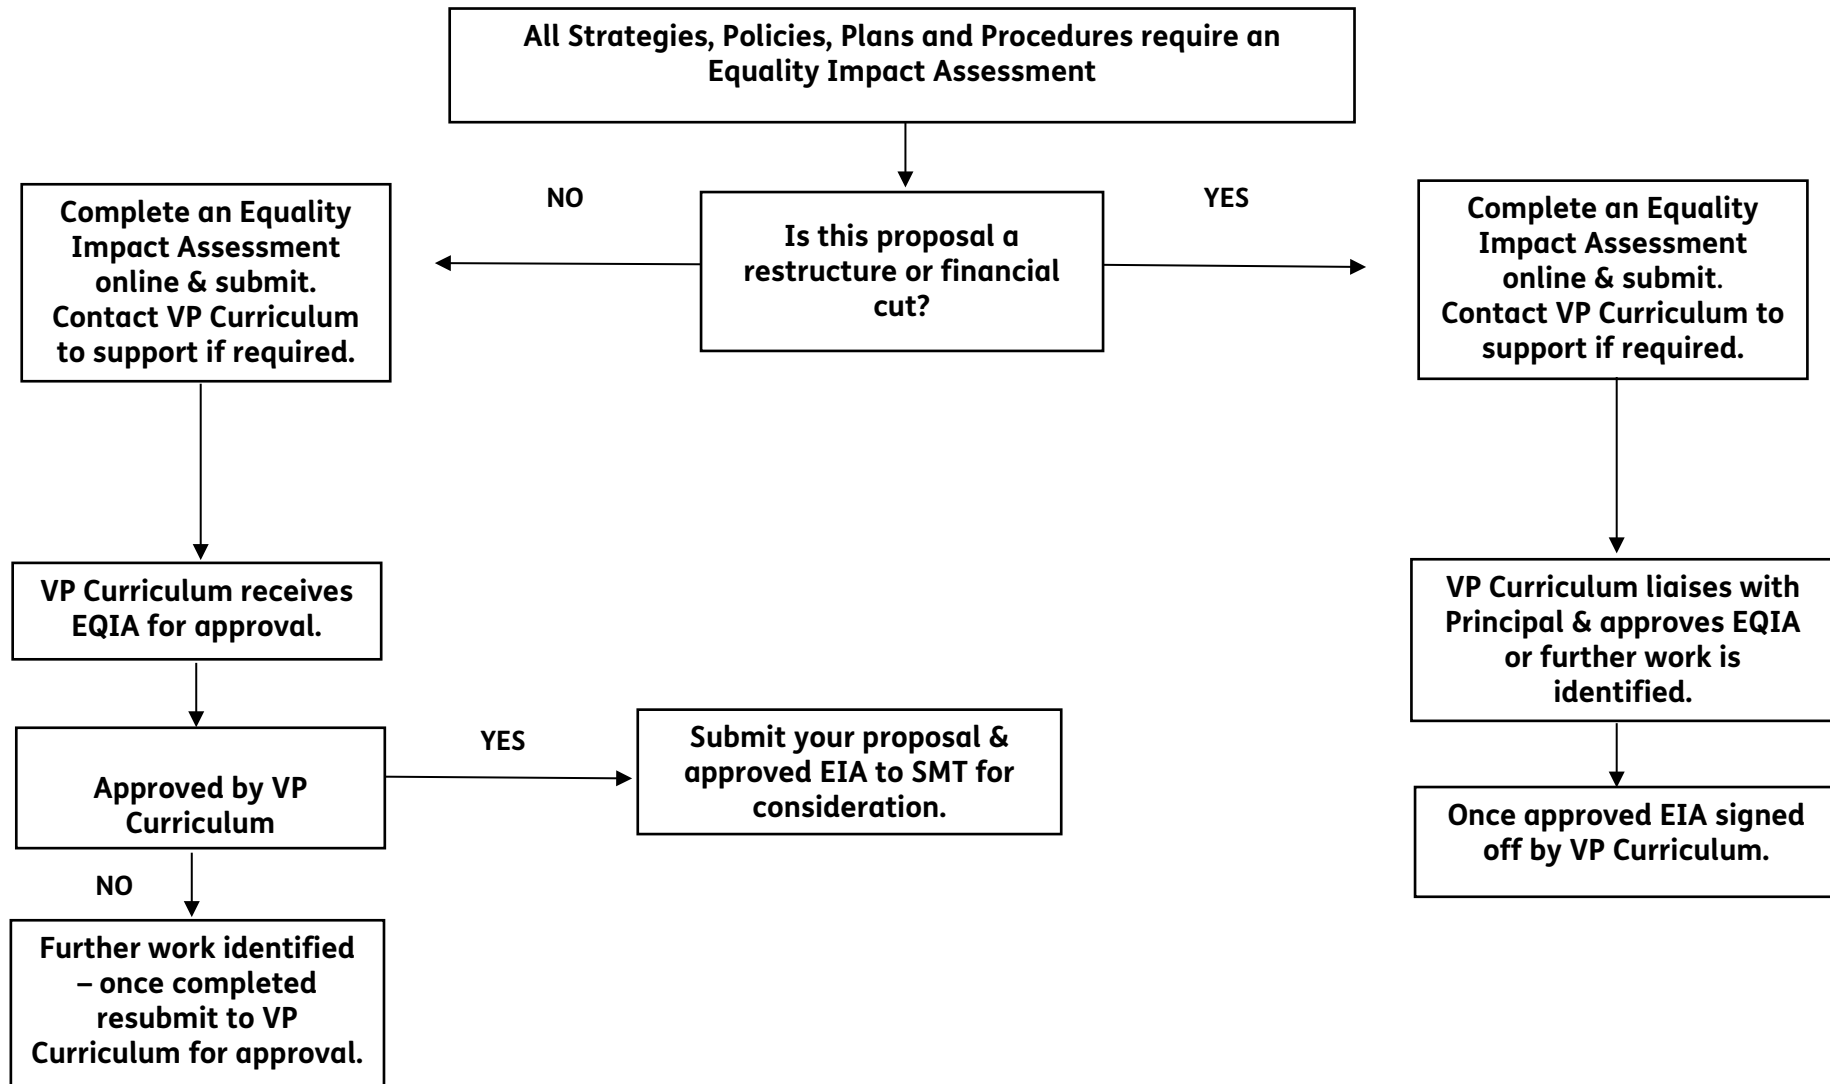 All Strategies, Policies, Plans and Procedures require an
Equality Impact Assessment
NO
YES
Complete an Equality
Impact Assessment
online & submit.
Contact VP Curriculum
to support if required.
Is this proposal a
restructure or financial
cut?
Complete an Equality
Impact Assessment
online & submit.
Contact VP Curriculum to
support if required.
VP Curriculum receives
EQIA for approval.
VP Curriculum liaises with
Principal & approves EQIA
or further work is
identified.
Approved by VP
Curriculum
YES
Submit your proposal &
approved EIA to SMT for
consideration.
Once approved EIA signed
off by VP Curriculum.
NO
Further work identified
– once completed
resubmit to VP
Curriculum for approval.